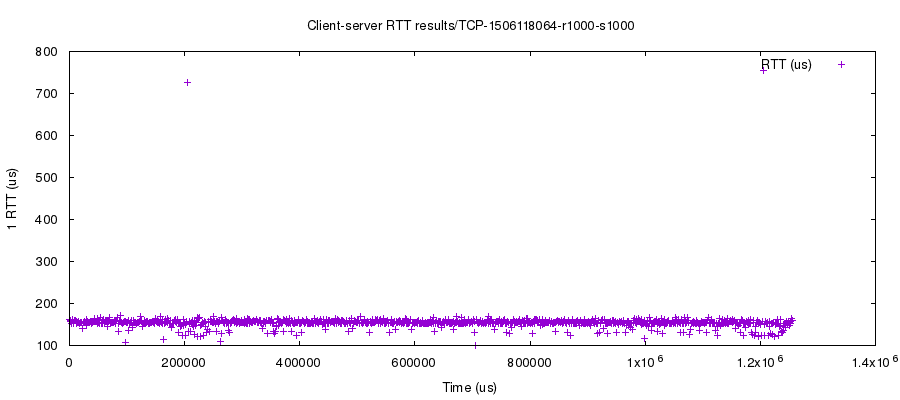 Client-server RTT results/TCP-1506118064-r1000-s1000
RTT (us)
800
700
600
500
400
300
200
100
1 RTT (us)
0 200000 400000 600000 800000 1x10^6 1.2x10^6 1.4x10^6
Time (us)